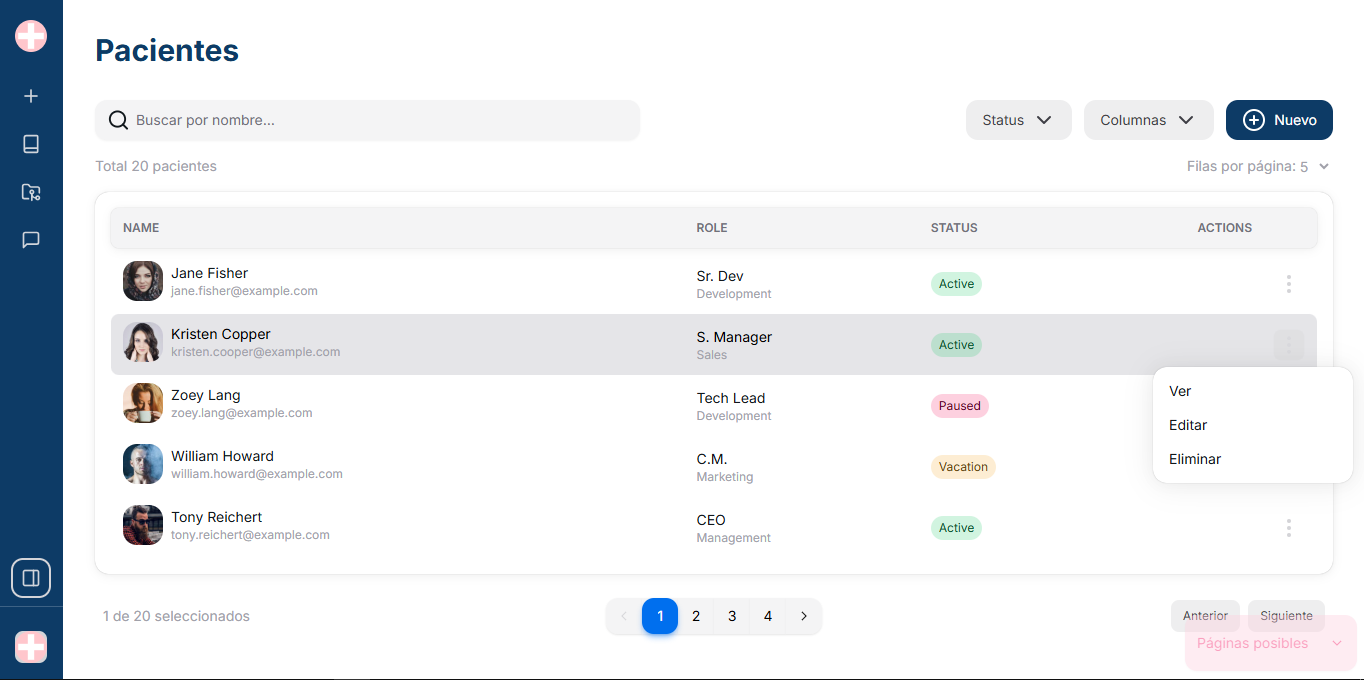 Pacientes
Buscar por nombre...
Status
Columnas
Nuevo
Total 20 pacientes
Filas por página: 5
NAME ROLE STATUS ACTIONS
Jane Fisher
jane.fisher@example.com
Sr. Dev
Development
Active
Kristen Copper
kristen.cooper@example.com
S. Manager
Sales
Active
Zoey Lang
zoey.lang@example.com
Tech Lead
Development
Paused
William Howard
william.howard@example.com
C.M.
Marketing
Vacation
Tony Reichert
tony.reichert@example.com
CEO
Management
Active
Ver
Editar
Eliminar
1 de 20 seleccionados
1 2 3 4
Anterior
Siguiente
Páginas posibles